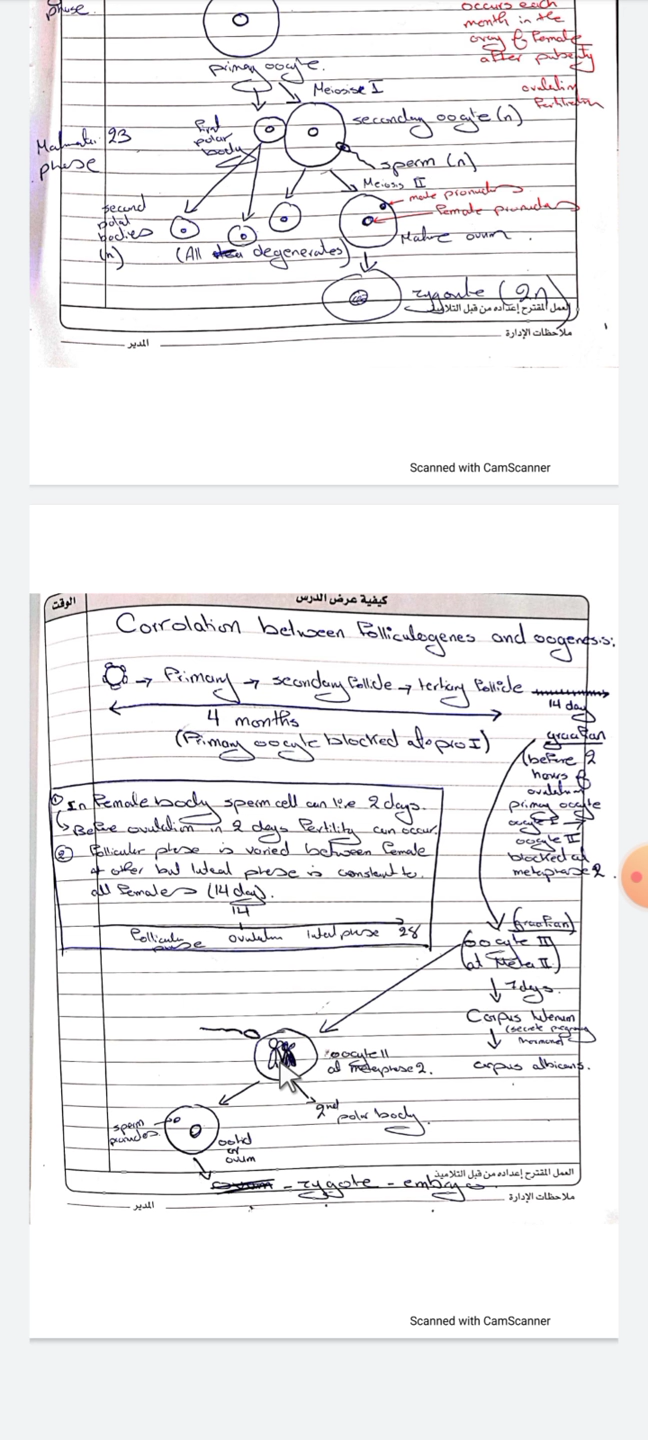 phase.
occurs each
month in the
ovary of Female
after puberty
primary oocyte.
Meiosise I
ovulation
Fertilization
First
polar
body
secondary oocyte (n)
23
phase
sperm (n)
Meiosis II
male pronucleus
female pronucleus
second
polar
bodies
(n)
(All degenerates)
Mature ovum.
zygoute (2n)
العمل المقترح إعداده من قبل التلاميذ
ملاحظات الإدارة
المدير
Scanned with CamScanner
الوقت
كيفية عرض الدرس
Corrolation between Folliculogenes and oogenesis:
→ Primary → secondary follicle → tertiary follicle
14 day
4 months
(Primary oocyte blocked at pro I)
graafian
(before 2
hours of
ovulation
primary oocyte
oocyte I →
oocyte II
blocked at
metaphase 2.
① In Female body sperm cell can live 2 days.
↳ Before ovulation in 2 days Fertility can occur.
② Follicular phase is varied between Female
other but luteal phase is constant to
all Females (14 day).
14
Follicular
phase
ovulation
luteal phase 28
(graafian)
(oocyte II
at Meta II)
↓ 7 days.
Corpus luteum
(secrete
hormone)
corpus albicans.
oocyte II
at metaphase 2.
2nd
polar body
sperm
ootid
or
ovum
- zygote - embryo
العمل المقترح إعداده من قبل التلاميذ
ملاحظات الإدارة
المدير
Scanned with CamScanner